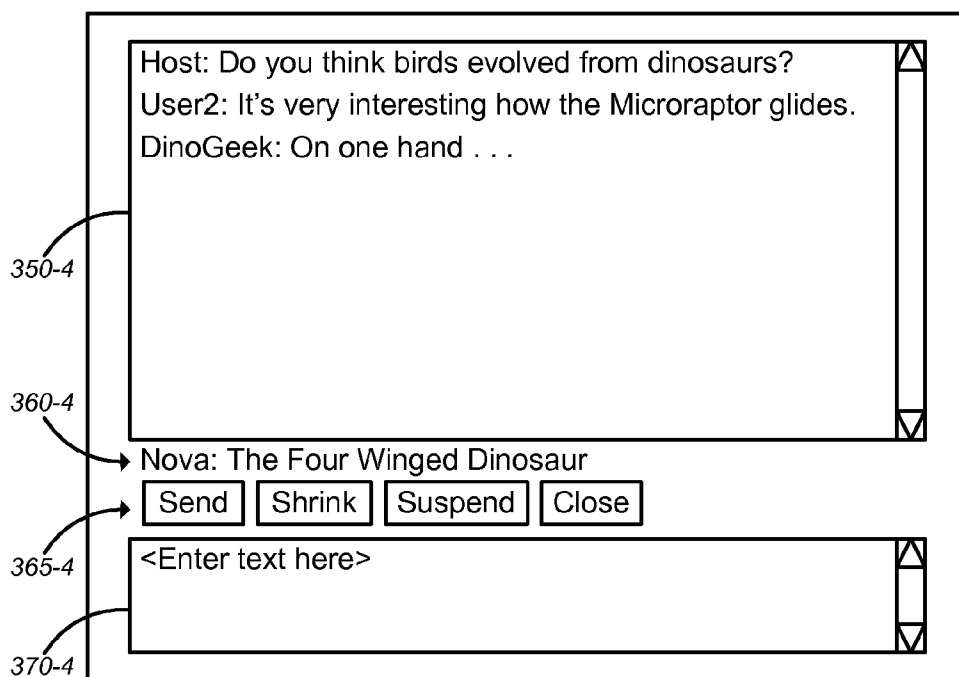 Host: Do you think birds evolved from dinosaurs?
User2: It's very interesting how the Microraptor glides.
DinoGeek: On one hand . . .
350-4
360-4
Nova: The Four Winged Dinosaur
Send Shrink Suspend Close
365-4
<Enter text here>
370-4